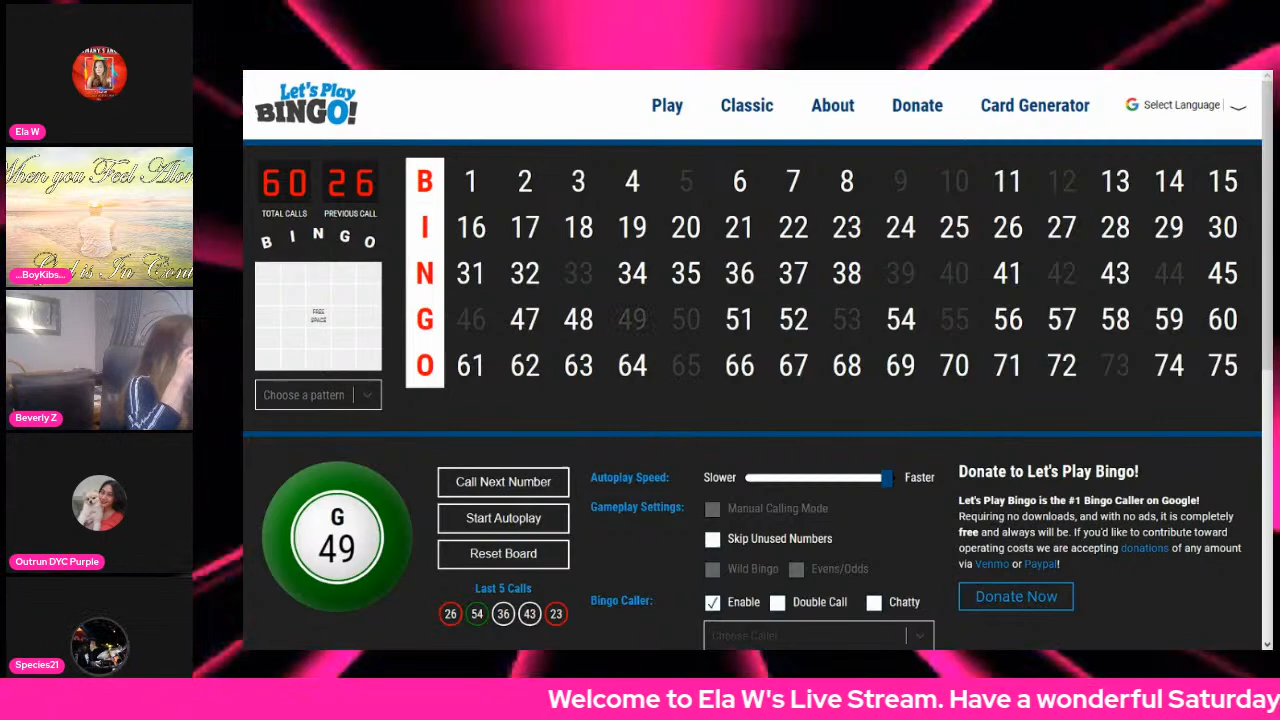 Ela W
When you Feel Alon
God is In Cont
...BoyKibs...
Beverly Z
Outrun DYC Purple
Species21
Let's Play
BINGO!
Play Classic About Donate Card Generator
Select Language
60 26
TOTAL CALLS PREVIOUS CALL
B I N G O
FREE
SPACE
Choose a pattern
B 1 2 3 4 5 6 7 8 9 10 11 12 13 14 15
I 16 17 18 19 20 21 22 23 24 25 26 27 28 29 30
N 31 32 33 34 35 36 37 38 39 40 41 42 43 44 45
G 46 47 48 49 50 51 52 53 54 55 56 57 58 59 60
O 61 62 63 64 65 66 67 68 69 70 71 72 73 74 75
G
49
Call Next Number
Start Autoplay
Reset Board
Last 5 Calls
26 54 36 43 23
Autoplay Speed: Slower Faster
Gameplay Settings: Manual Calling Mode
Skip Unused Numbers
Wild Bingo Evens/Odds
Bingo Caller: Enable Double Call Chatty
Choose Caller
Donate to Let's Play Bingo!
Let's Play Bingo is the #1 Bingo Caller on Google!
Requiring no downloads, and with no ads, it is completely
free and always will be. If you'd like to contribute toward
operating costs we are accepting donations of any amount
via Venmo or Paypal!
Donate Now
Welcome to Ela W's Live Stream. Have a wonderful Saturday